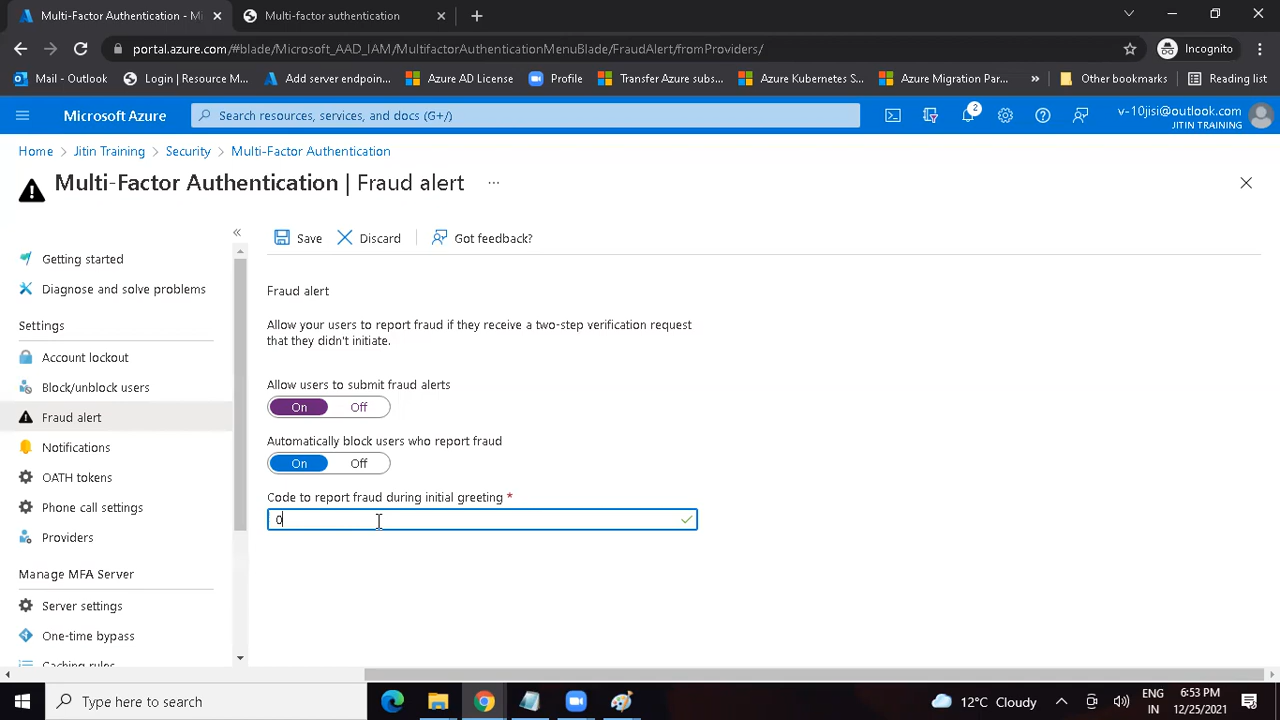 Multi-Factor Authentication - Mi
Multi-factor authentication
portal.azure.com/#blade/Microsoft_AAD_IAM/MultifactorAuthenticationMenuBlade/FraudAlert/fromProviders/
Incognito
Mail - Outlook
Login | Resource M...
Add server endpoin...
Azure AD License
Profile
Transfer Azure subs...
Azure Kubernetes S...
Azure Migration Par...
»
Other bookmarks
Reading list
Microsoft Azure
Search resources, services, and docs (G+/)
2
v-10jisi@outlook.com
JITIN TRAINING
Home > Jitin Training > Security > Multi-Factor Authentication
Multi-Factor Authentication | Fraud alert ...
«
Save
Discard
Got feedback?
Getting started
Diagnose and solve problems
Settings
Account lockout
Block/unblock users
Fraud alert
Notifications
OATH tokens
Phone call settings
Providers
Manage MFA Server
Server settings
One-time bypass
Caching rules
Fraud alert
Allow your users to report fraud if they receive a two-step verification request
that they didn't initiate.
Allow users to submit fraud alerts
On Off
Automatically block users who report fraud
On Off
Code to report fraud during initial greeting *
0
Type here to search
12°C Cloudy
ENG
IN
6:53 PM
12/25/2021